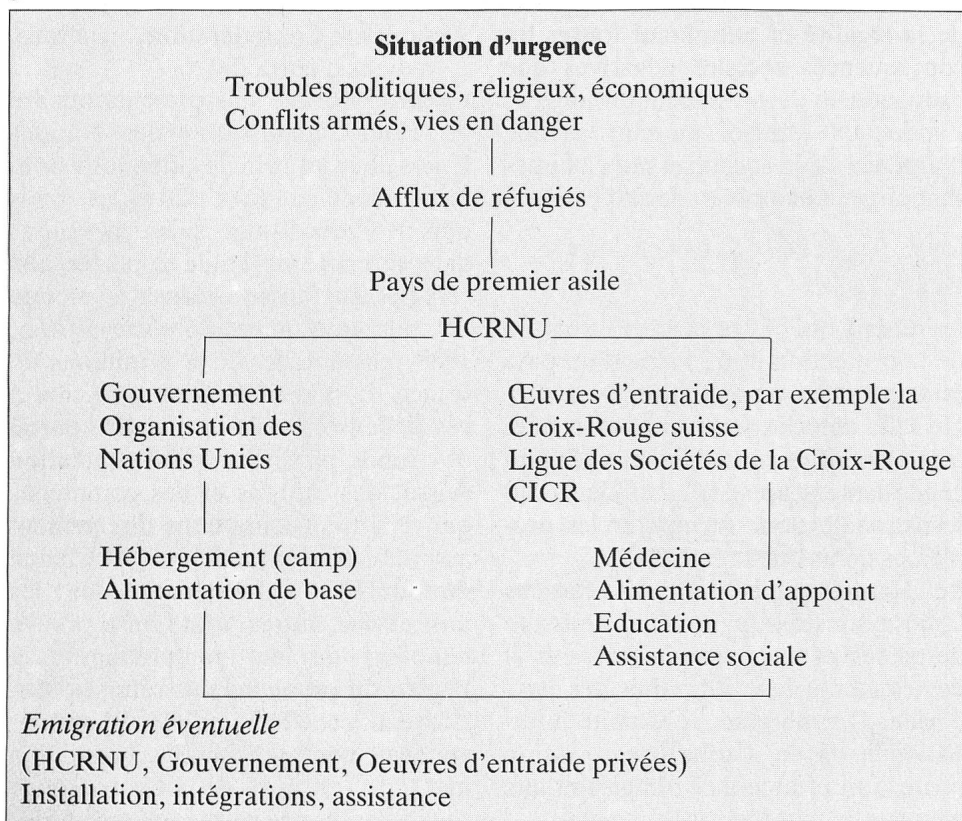 Situation d'urgence
Troubles politiques, religieux, économiques
Conflits armés, vies en danger
Afflux de réfugiés
Pays de premier asile
HCRNU
Gouvernement
Organisation des
Nations Unies
Œuvres d'entraide, par exemple la
Croix-Rouge suisse
Ligue des Sociétés de la Croix-Rouge
CICR
Hébergement (camp)
Alimentation de base
Médecine
Alimentation d'appoint
Education
Assistance sociale
Emigration éventuelle
(HCRNU, Gouvernement, Oeuvres d'entraide privées)
Installation, intégrations, assistance